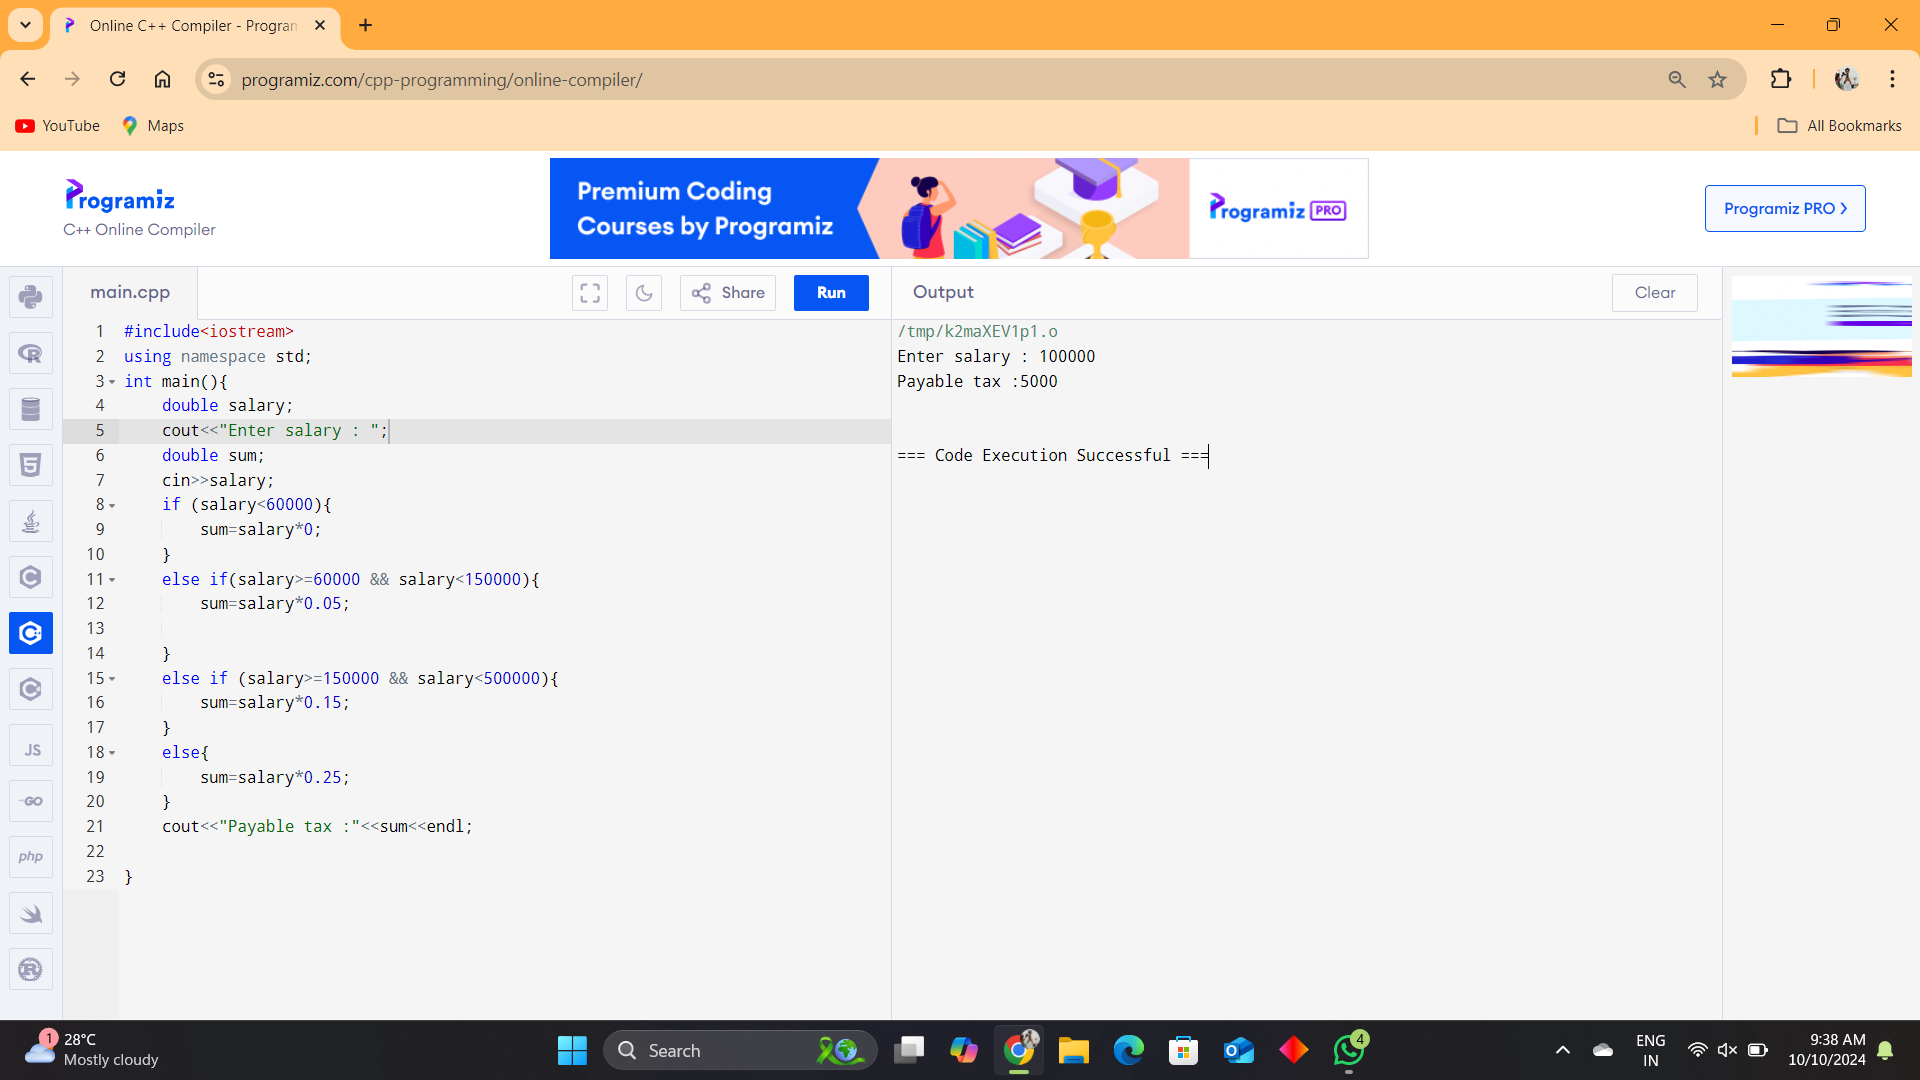 Online C++ Compiler - Program
programiz.com/cpp-programming/online-compiler/
YouTube
Maps
All Bookmarks
Programiz
C++ Online Compiler
Premium Coding
Courses by Programiz
Programiz PRO
Programiz PRO ›
main.cpp
Share
Run
Output
Clear
1 #include<iostream>
2 using namespace std;
3 int main(){
4     double salary;
5     cout<<"Enter salary : ";
6     double sum;
7     cin>>salary;
8     if (salary<60000){
9         sum=salary*0;
10     }
11     else if(salary>=60000 && salary<150000){
12         sum=salary*0.05;
13
14     }
15     else if (salary>=150000 && salary<500000){
16         sum=salary*0.15;
17     }
18     else{
19         sum=salary*0.25;
20     }
21     cout<<"Payable tax :"<<sum<<endl;
22
23 }
/tmp/k2maXEV1p1.o
Enter salary : 100000
Payable tax :5000
=== Code Execution Successful ===
JS
GO
php
1
28°C
Mostly cloudy
Search
4
ENG
IN
9:38 AM
10/10/2024